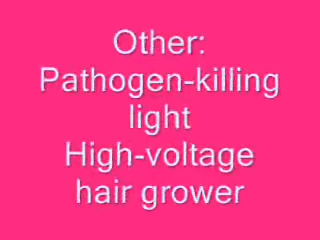 Other:
Pathogen-killing
light
High-voltage
hair grower